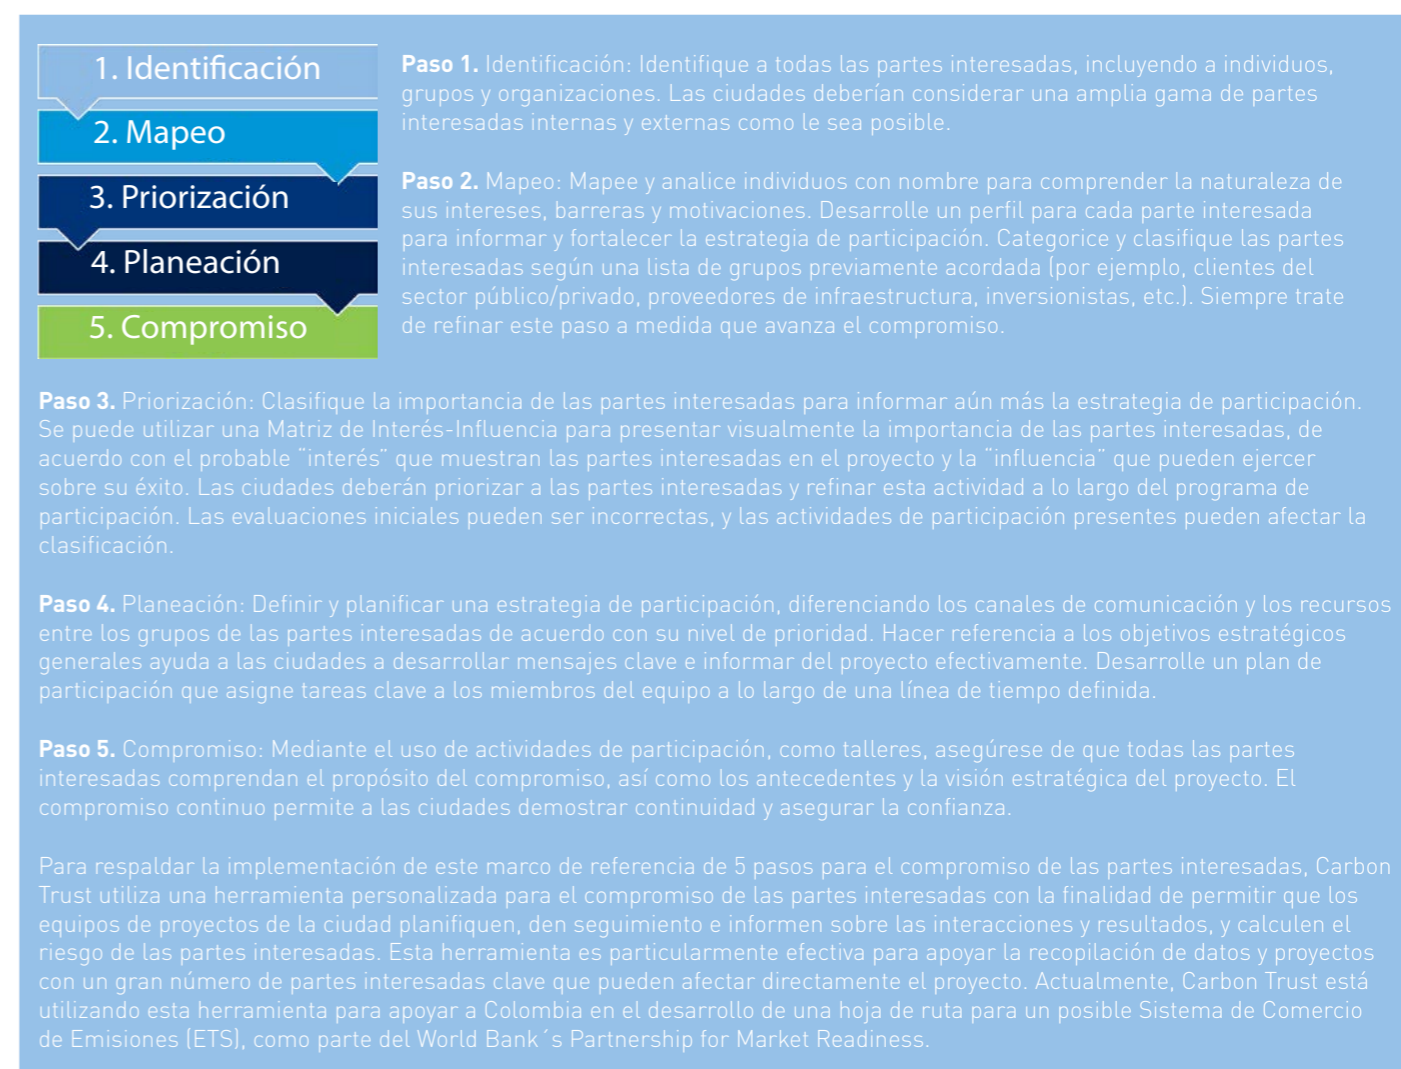 1. Identificación
2. Mapeo
3. Priorización
4. Planeación
5. Compromiso
Paso 1. Identificación: Identifique a todas las partes interesadas, incluyendo a individuos,
grupos y organizaciones. Las ciudades deberían considerar una amplia gama de partes
interesadas internas y externas como le sea posible.
Paso 2. Mapeo: Mapee y analice individuos con nombre para comprender la naturaleza de
sus intereses, barreras y motivaciones. Desarrolle un perfil para cada parte interesada
para informar y fortalecer la estrategia de participación. Categorice y clasifique las partes
interesadas según una lista de grupos previamente acordada (por ejemplo, clientes del
sector público/privado, proveedores de infraestructura, inversionistas, etc.). Siempre trate
de refinar este paso a medida que avanza el compromiso.
Paso 3. Priorización: Clasifique la importancia de las partes interesadas para informar aún más la estrategia de participación.
Se puede utilizar una Matriz de Interés-Influencia para presentar visualmente la importancia de las partes interesadas, de
acuerdo con el probable ¨interés¨ que muestran las partes interesadas en el proyecto y la ¨influencia¨ que pueden ejercer
sobre su éxito. Las ciudades deberán priorizar a las partes interesadas y refinar esta actividad a lo largo del programa de
participación. Las evaluaciones iniciales pueden ser incorrectas, y las actividades de participación presentes pueden afectar la
clasificación.
Paso 4. Planeación: Definir y planificar una estrategia de participación, diferenciando los canales de comunicación y los recursos
entre los grupos de las partes interesadas de acuerdo con su nivel de prioridad. Hacer referencia a los objetivos estratégicos
generales ayuda a las ciudades a desarrollar mensajes clave e informar del proyecto efectivamente. Desarrolle un plan de
participación que asigne tareas clave a los miembros del equipo a lo largo de una línea de tiempo definida.
Paso 5. Compromiso: Mediante el uso de actividades de participación, como talleres, asegúrese de que todas las partes
interesadas comprendan el propósito del compromiso, así como los antecedentes y la visión estratégica del proyecto. El
compromiso continuo permite a las ciudades demostrar continuidad y asegurar la confianza.
Para respaldar la implementación de este marco de referencia de 5 pasos para el compromiso de las partes interesadas, Carbon
Trust utiliza una herramienta personalizada para el compromiso de las partes interesadas con la finalidad de permitir que los
equipos de proyectos de la ciudad planifiquen, den seguimiento e informen sobre las interacciones y resultados, y calculen el
riesgo de las partes interesadas. Esta herramienta es particularmente efectiva para apoyar la recopilación de datos y proyectos
con un gran número de partes interesadas clave que pueden afectar directamente el proyecto. Actualmente, Carbon Trust está
utilizando esta herramienta para apoyar a Colombia en el desarrollo de una hoja de ruta para un posible Sistema de Comercio
de Emisiones (ETS), como parte del World Bank´s Partnership for Market Readiness.